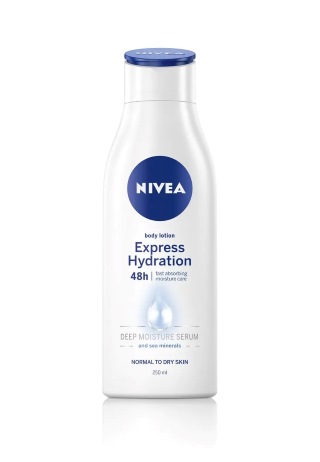 NIVEA
body lotion
Express
Hydration
48h | fast absorbing
moisture care
DEEP MOISTURE SERUM
and sea minerals
NORMAL TO DRY SKIN
250 ml